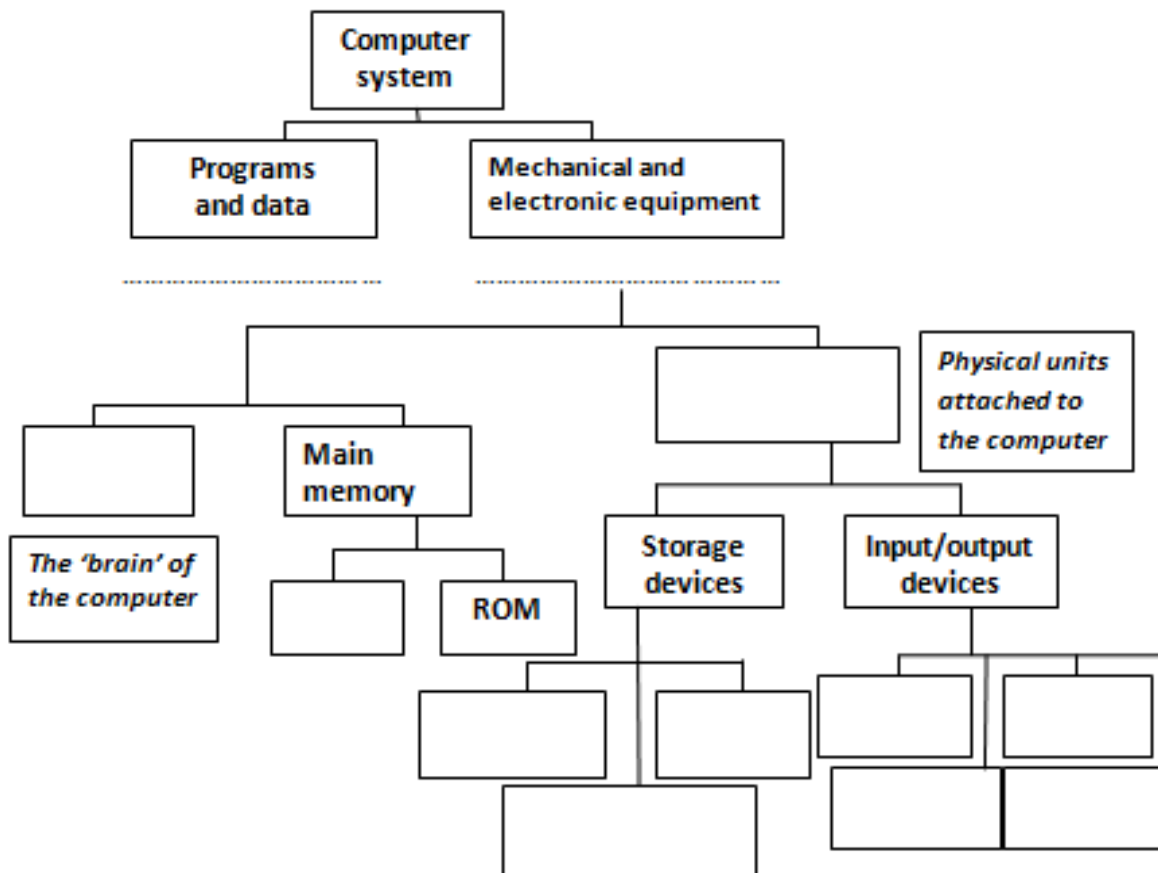 Computer
system
Programs
and data
Mechanical and
electronic equipment
Physical units
attached to
the computer
Main
memory
Storage
devices
Input/output
devices
The ‘brain’ of
the computer
ROM